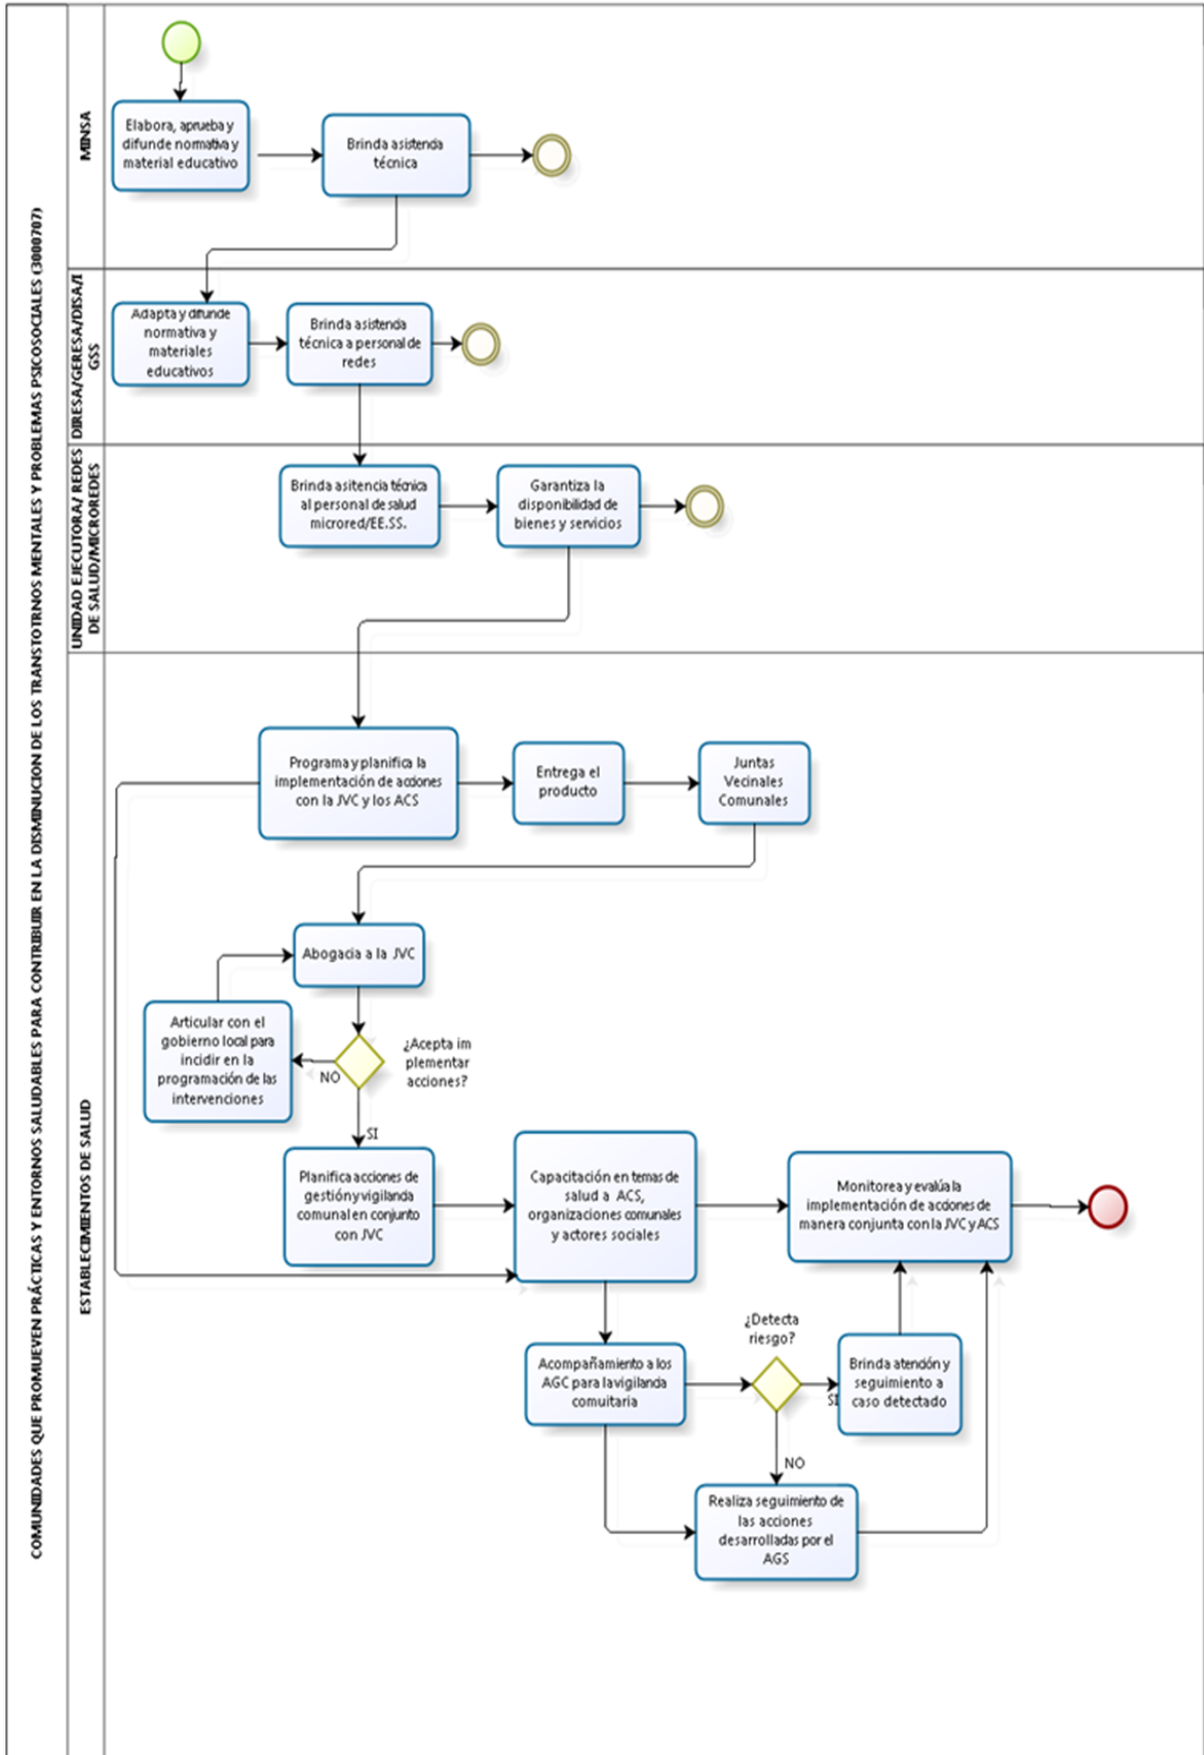 COMUNIDADES QUE PROMUEVEN PRÁCTICAS Y ENTORNOS SALUDABLES PARA CONTRIBUIR EN LA DISMINUCION DE LOS TRANSTOTRNOS MENTALES Y PROBLEMAS PSICOSOCIALES (3000707)
MINSA
Elabora, aprueba y
difunde normativa y
material educativo
Brinda asistencia
técnica
DIRESA/GERESA/DISA/I
GSS
Adapta y difunde
normativa y
materiales
educativos
Brinda asistencia
técnica a personal de
redes
UNIDAD EJECUTORA/ REDES
DE SALUD/MICROREDES
Brinda asitencia técnica
al personal de salud
microred/EE.SS.
Garantiza la
disponibilidad de
bienes y servicios
ESTABLECIMIENTOS DE SALUD
Programa y planifica la
implementación de acciones
con la JVC y los ACS
Entrega el
producto
Juntas
Vecinales
Comunales
Abogacia a la JVC
Articular con el
gobierno local para
incidir en la
programación de las
intervenciones
NO
¿Acepta im
plementar
acciones?
SI
Planifica acciones de
gestión y vigilancia
comunal en conjunto
con JVC
Capacitación en temas de
salud a ACS,
organizaciones comunales
y actores sociales
Monitorea y evalúa la
implementación de acciones de
manera conjunta con la JVC y ACS
Acompañamiento a los
AGC para la vigilancia
comuitaria
¿Detecta
riesgo?
SI
Brinda atención y
seguimiento a
caso detectado
NO
Realiza seguimiento de
las acciones
desarrolladas por el
AGS